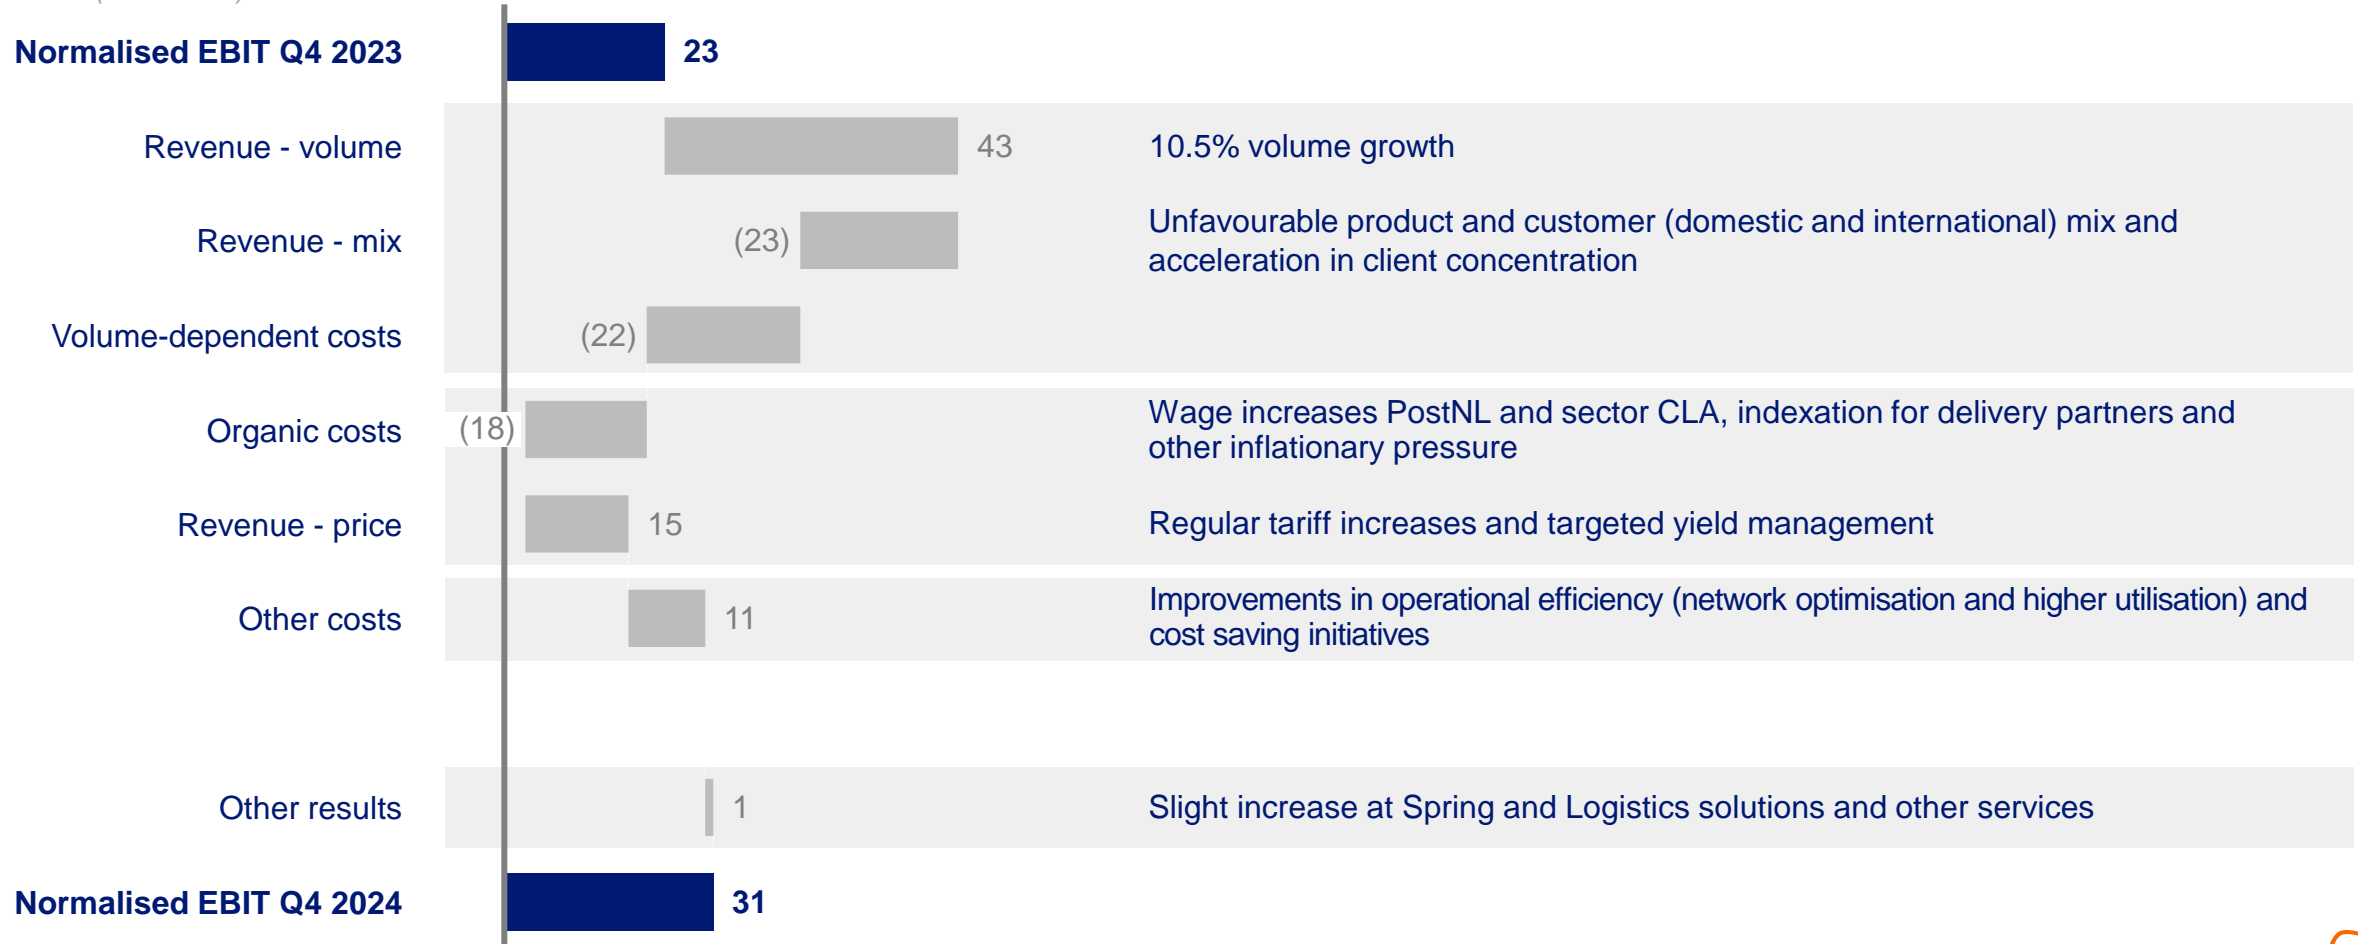 Normalised EBIT Q4 2023 23
Revenue - volume 43 10.5% volume growth
Revenue - mix (23) Unfavourable product and customer (domestic and international) mix and
acceleration in client concentration
Volume-dependent costs (22)
Organic costs (18) Wage increases PostNL and sector CLA, indexation for delivery partners and
other inflationary pressure
Revenue - price 15 Regular tariff increases and targeted yield management
Other costs 11 Improvements in operational efficiency (network optimisation and higher utilisation) and
cost saving initiatives
Other results 1 Slight increase at Spring and Logistics solutions and other services
Normalised EBIT Q4 2024 31